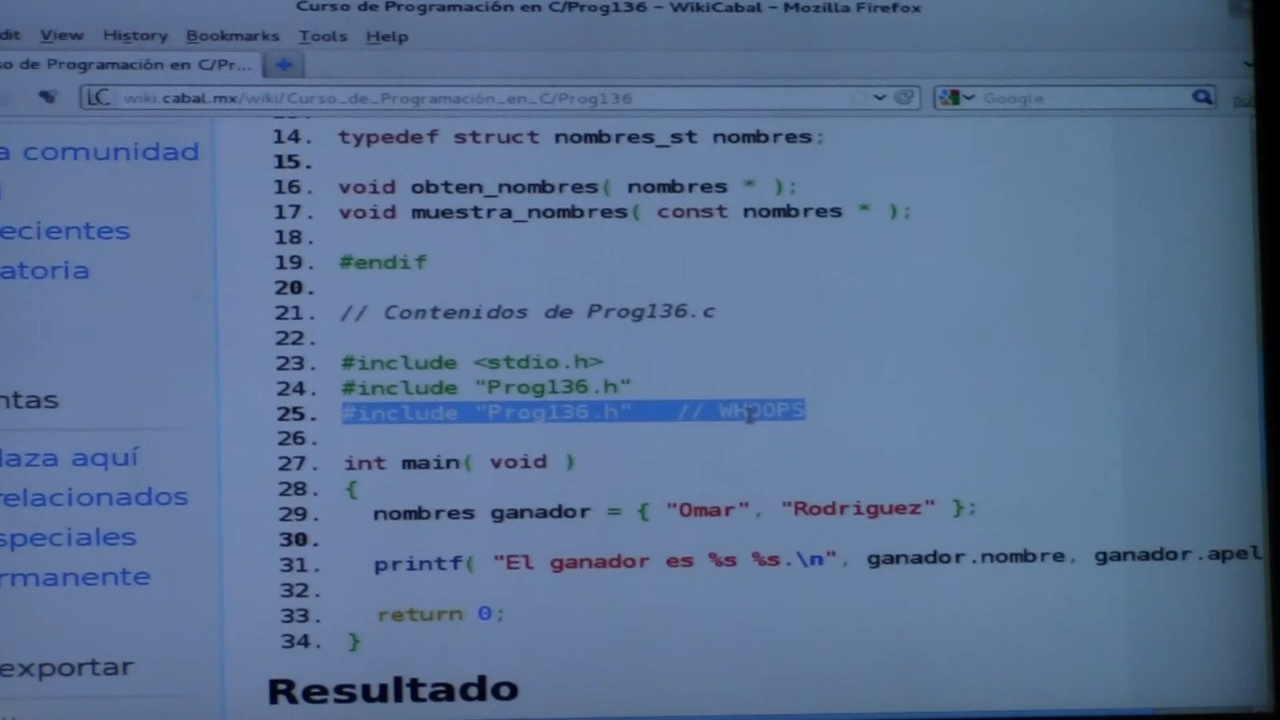 Curso de Programación en C/Prog136 – WikiCabal – Mozilla Firefox
dit View History Bookmarks Tools Help
so de Programación en C/Pr...
wiki.cabal.mx/wiki/Curso_de_Programación_en_C/Prog136
Google
a comunidad
ecientes
atoria
ntas
laza aquí
relacionados
speciales
rmanente
exportar
14. typedef struct nombres_st nombres;
15.
16. void obten_nombres( nombres * );
17. void muestra_nombres( const nombres * );
18.
19. #endif
20.
21. // Contenidos de Prog136.c
22.
23. #include <stdio.h>
24. #include "Prog136.h"
25. #include "Prog136.h" // WHOOPS
26.
27. int main( void )
28. {
29. nombres ganador = { "Omar", "Rodriguez" };
30.
31. printf( "El ganador es %s %s.\n", ganador.nombre, ganador.apel
32.
33. return 0;
34. }
Resultado